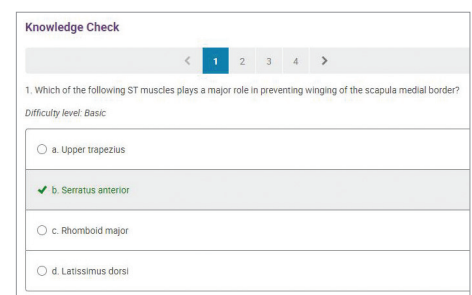 Knowledge Check
< 1 2 3 4 >
1. Which of the following ST muscles plays a major role in preventing winging of the scapula medial border?
Difficulty level: Basic
a. Upper trapezius
b. Serratus anterior
c. Rhomboid major
d. Latissimus dorsi